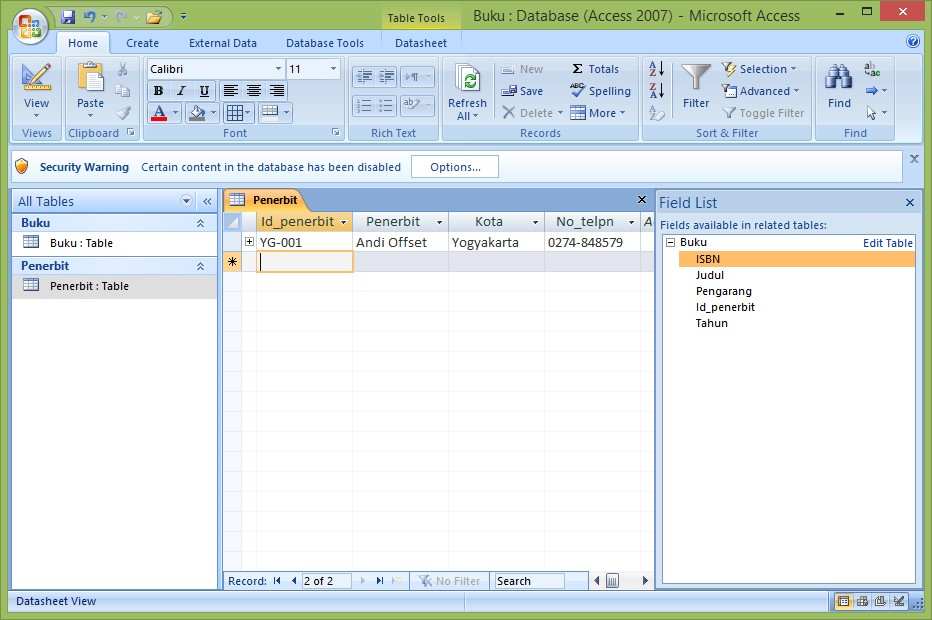 Table Tools
Buku : Database (Access 2007) - Microsoft Access
Home
Create
External Data
Database Tools
Datasheet
View
Views
Paste
Clipboard
Calibri
11
B I U
A
Font
Rich Text
Refresh
All
New
Save
Delete
Σ Totals
ABC Spelling
More
Records
Filter
Selection
Advanced
Toggle Filter
Sort & Filter
Find
Find
Security Warning
Certain content in the database has been disabled
Options...
All Tables
Buku
Buku : Table
Penerbit
Penerbit : Table
Penerbit
Id_penerbit
Penerbit
Kota
No_telpn
A
YG-001
Andi Offset
Yogyakarta
0274-848579
Field List
Fields available in related tables:
Buku
Edit Table
ISBN
Judul
Pengarang
Id_penerbit
Tahun
Record:
2 of 2
No Filter
Search
Datasheet View